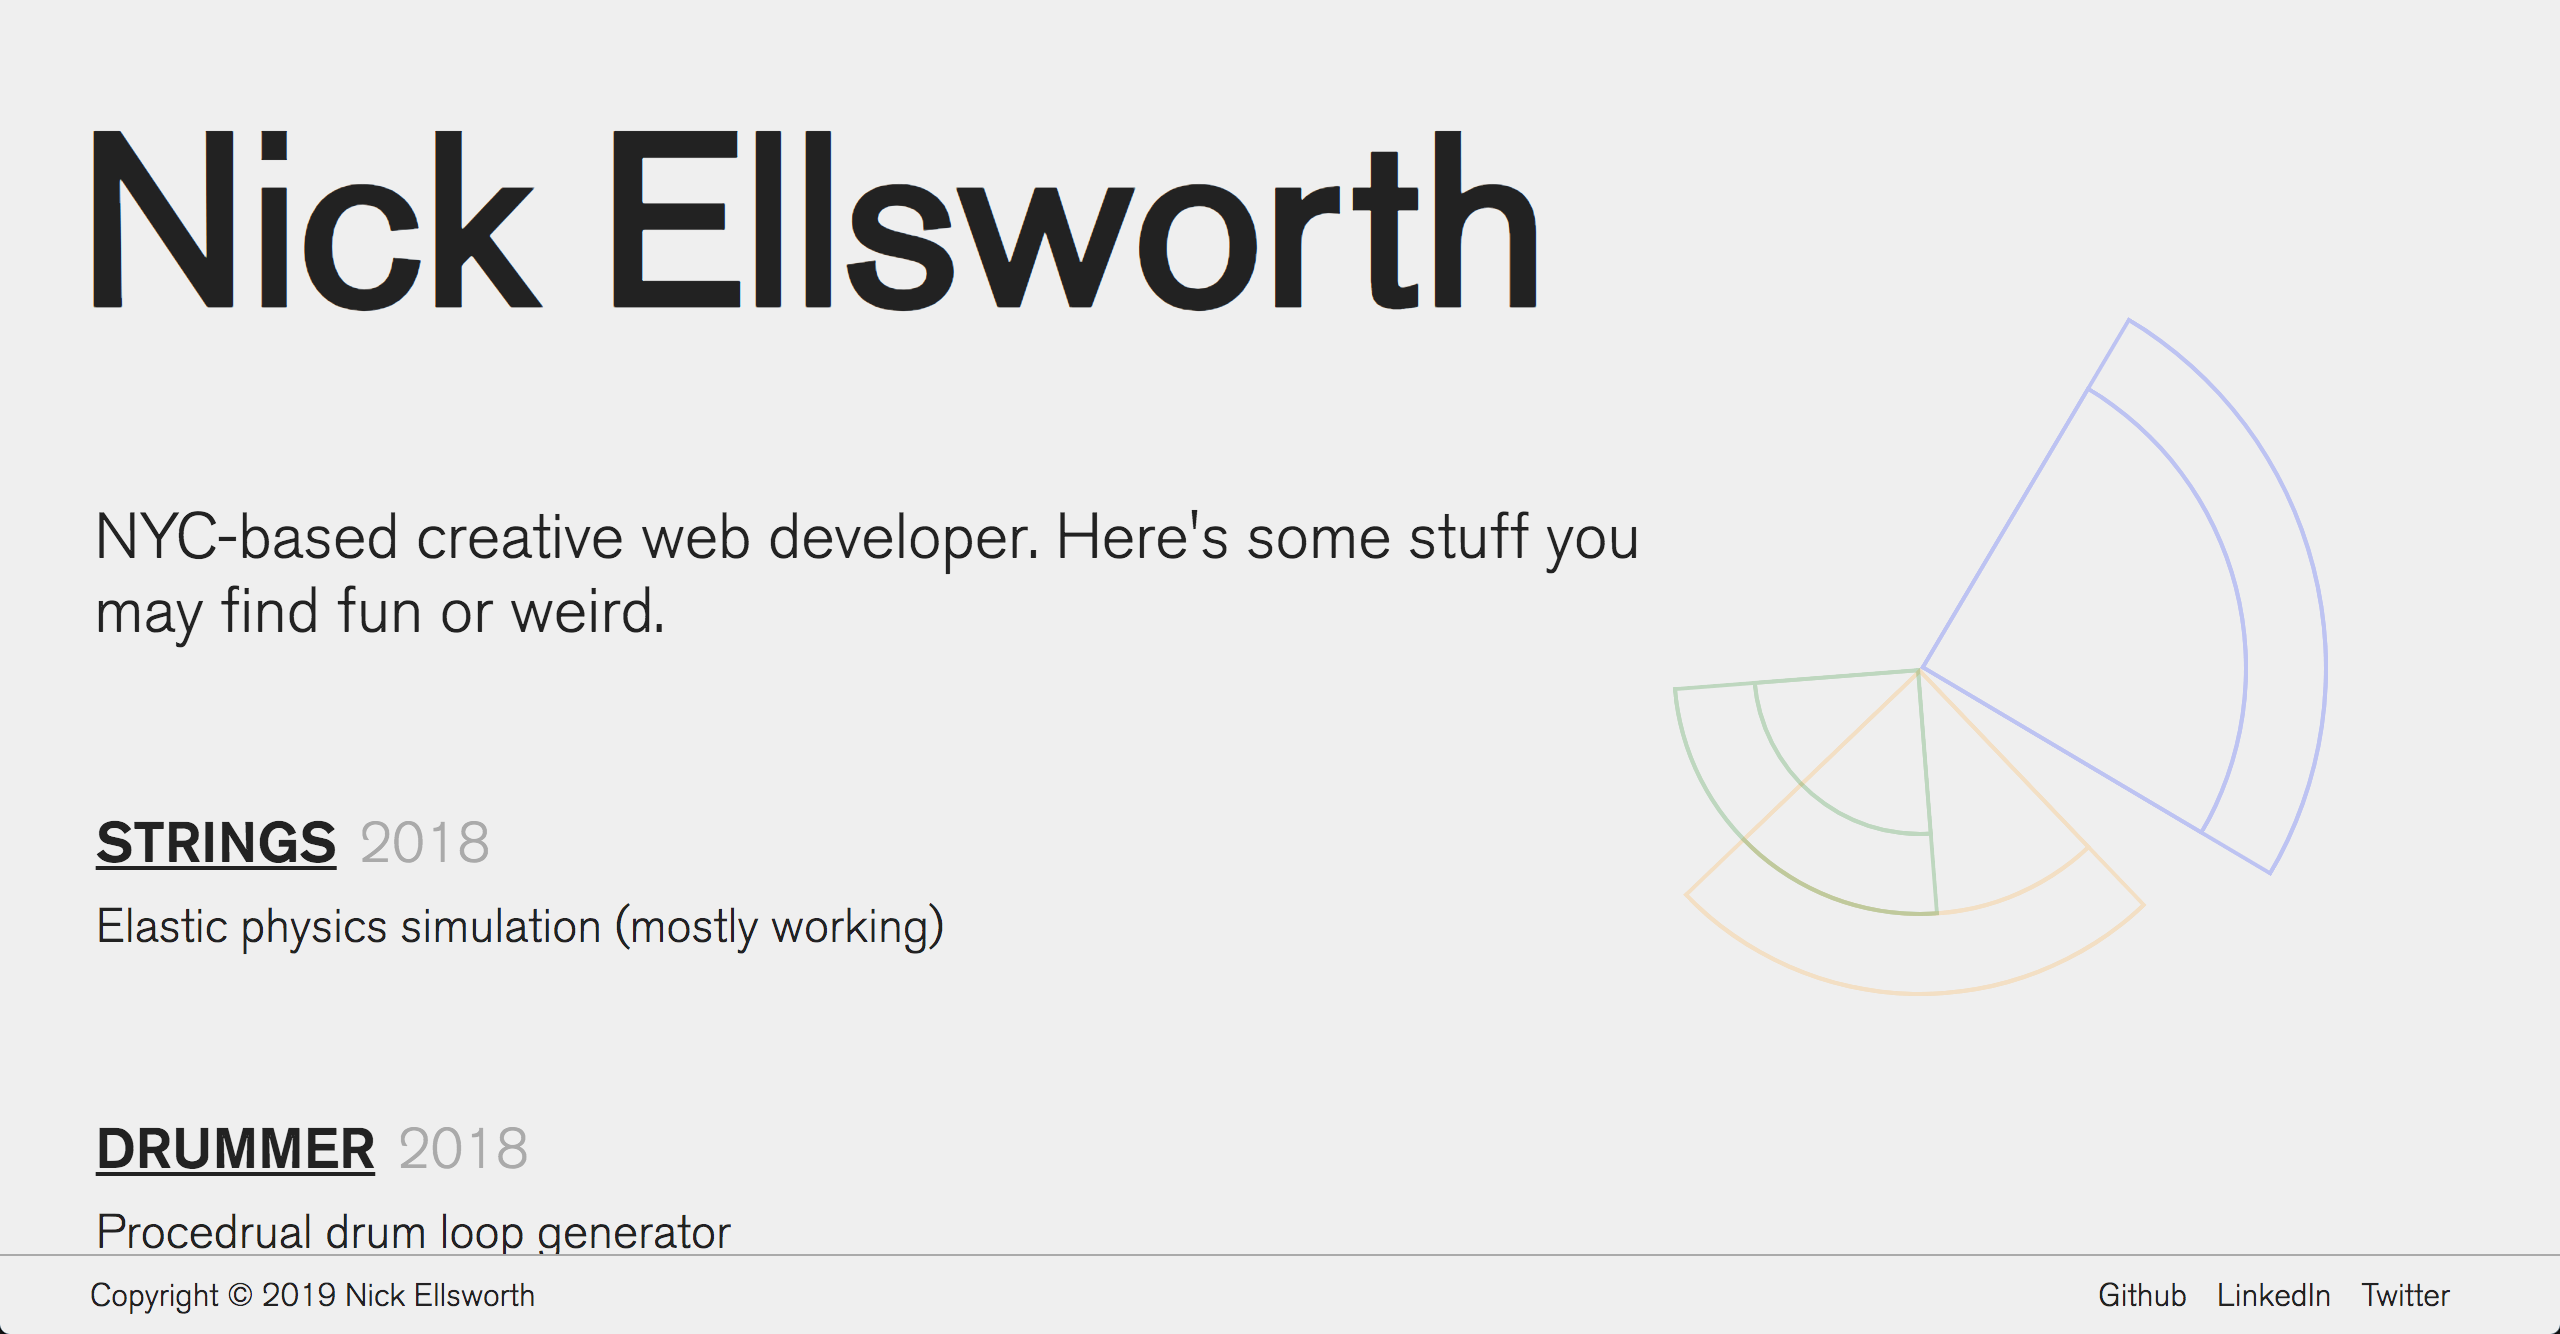 Nick Ellsworth
NYC-based creative web developer. Here's some stuff you
may find fun or weird.
STRINGS 2018
Elastic physics simulation (mostly working)
DRUMMER 2018
Procedrual drum loop generator
Copyright © 2019 Nick Ellsworth
Github LinkedIn Twitter